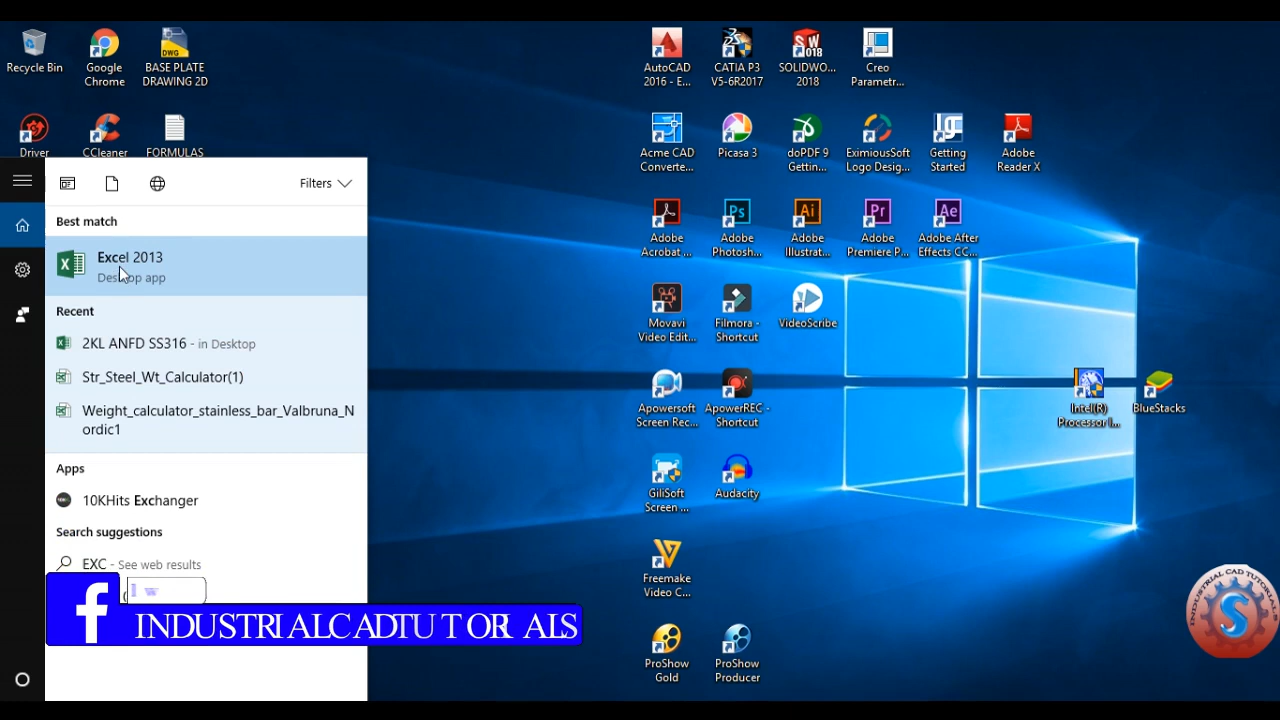 Recycle Bin
Google
Chrome
BASE PLATE
DRAWING 2D
DWG
Driver
CCleaner
FORMULAS
AutoCAD
2016 - E...
CATIA P3
V5-6R2017
SOLIDWO...
2018
Creo
Parametr...
Acme CAD
Converte...
Picasa 3
doPDF 9
Gettin...
EximiousSoft
Logo Desig...
Getting
Started
Adobe
Reader X
Adobe
Acrobat ...
Adobe
Photosh...
Adobe
Illustrat...
Adobe
Premiere P...
Adobe After
Effects CC...
Movavi
Video Edit...
Filmora -
Shortcut
VideoScribe
Apowersoft
Screen Rec...
ApowerREC -
Shortcut
Intel(R)
Processor I...
BlueStacks
GiliSoft
Screen ...
Audacity
Freemake
Video C...
ProShow
Gold
ProShow
Producer
Filters
Best match
Excel 2013
Desktop app
Recent
2KL ANFD SS316 - in Desktop
Str_Steel_Wt_Calculator(1)
Weight_calculator_stainless_bar_Valbruna_N
ordic1
Apps
10KHits Exchanger
Search suggestions
EXC - See web results
f INDUSTRIALCADTUTORIALS
INDUSTRIAL CAD TUTORIALS
S